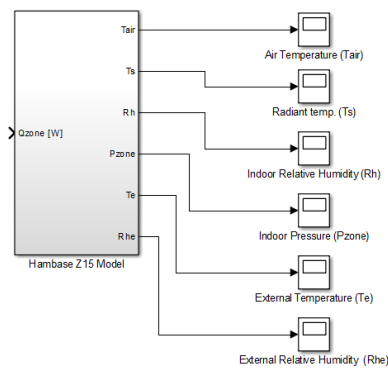 Tair
Air Temperature (Tair)
Ts
Radiant temp. (Ts)
Rh
Qzone [W]
Indoor Relative Humidity (Rh)
Pzone
Indoor Pressure (Pzone)
Te
External Temperature (Te)
Rhe
Hambase Z15 Model
External Relative Humidity (Rhe)